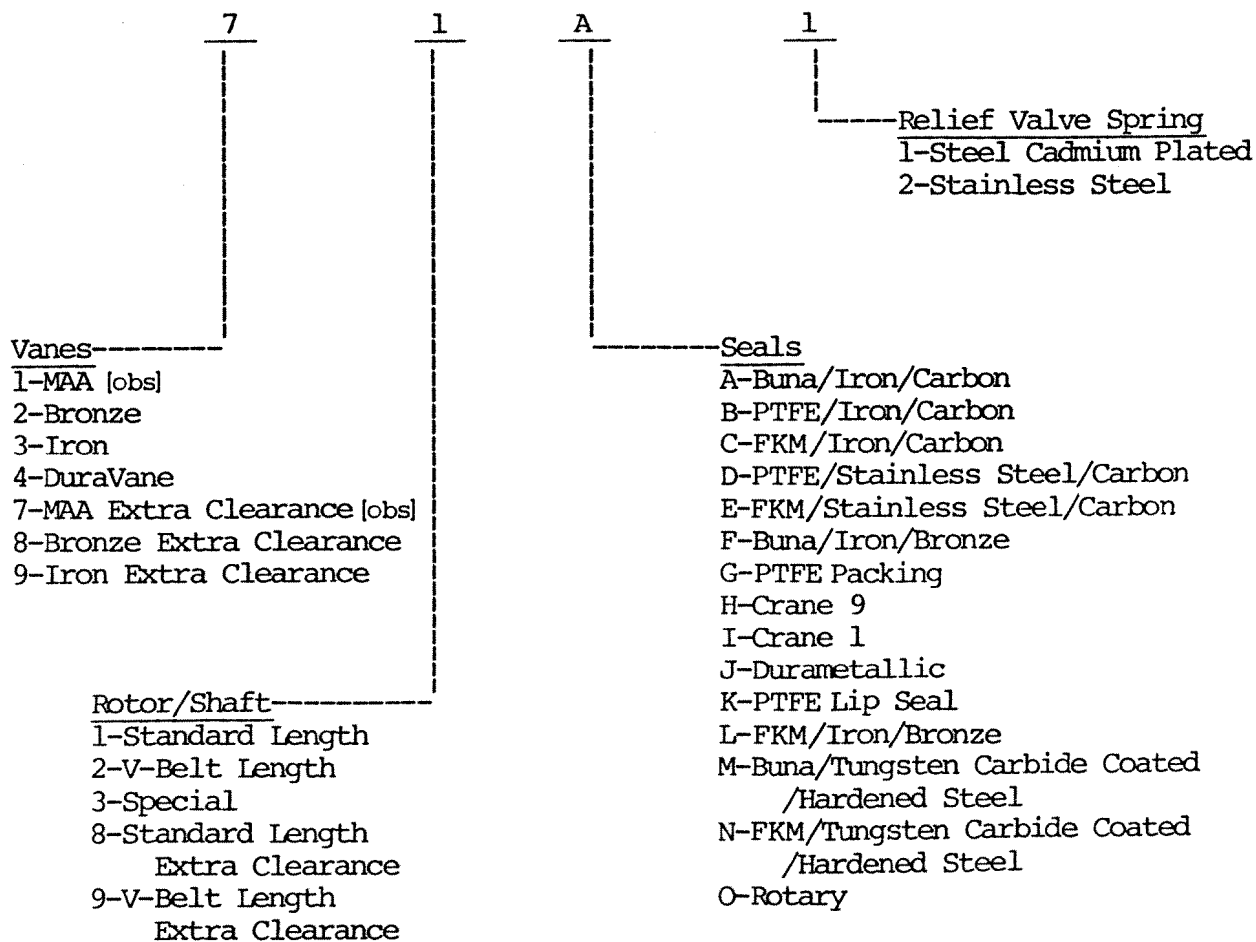 7 1 A 1
Relief Valve Spring
1-Steel Cadmium Plated
2-Stainless Steel
Vanes
1-MAA [obs]
2-Bronze
3-Iron
4-DuraVane
7-MAA Extra Clearance [obs]
8-Bronze Extra Clearance
9-Iron Extra Clearance
Rotor/Shaft
1-Standard Length
2-V-Belt Length
3-Special
8-Standard Length
Extra Clearance
9-V-Belt Length
Extra Clearance
Seals
A-Buna/Iron/Carbon
B-PTFE/Iron/Carbon
C-FKM/Iron/Carbon
D-PTFE/Stainless Steel/Carbon
E-FKM/Stainless Steel/Carbon
F-Buna/Iron/Bronze
G-PTFE Packing
H-Crane 9
I-Crane 1
J-Durametallic
K-PTFE Lip Seal
L-FKM/Iron/Bronze
M-Buna/Tungsten Carbide Coated
/Hardened Steel
N-FKM/Tungsten Carbide Coated
/Hardened Steel
O-Rotary